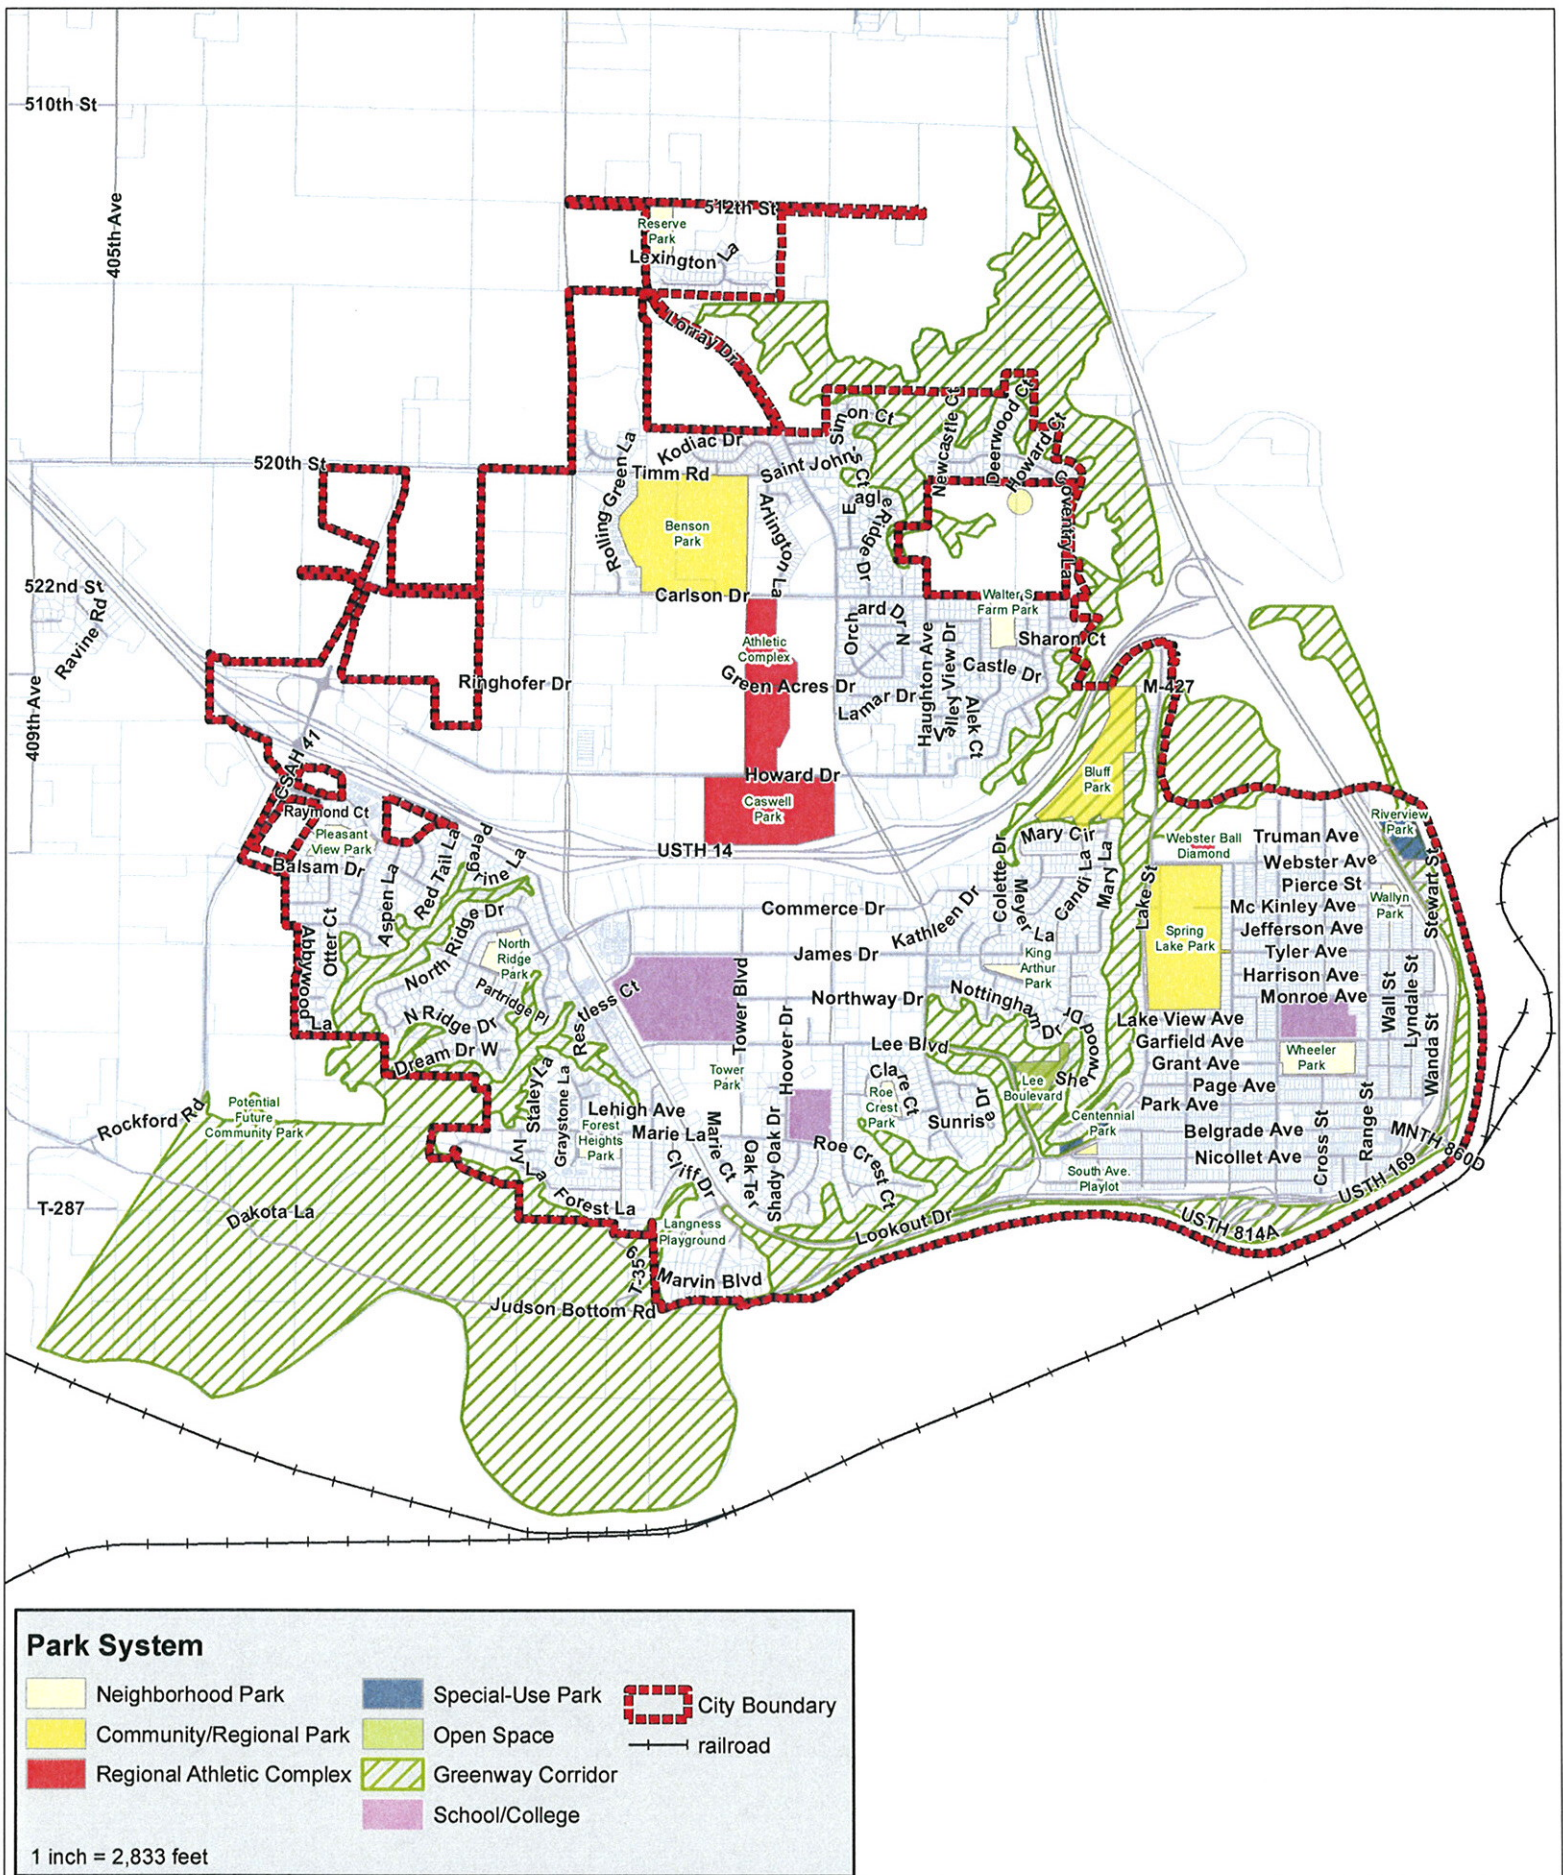 510th St
405th Ave
512th St
Reserve
Park
Lexington La
Lorray Dr
Simon Ct
Newcastle Ct
Deerwood Ct
Howard Ct
Kodiac Dr
Saint Johns Ct
520th St
Timm Rd
Rolling Green La
Benson
Park
Arlington La
Eagle Ridge Dr
Coventry La
522nd St
Ravine Rd
Carlson Dr
Walter S
Farm Park
Orchard Dr N
Sharon Ct
Athletic
Complex
Haughton Ave
Valley View Dr
Castle Dr
409th Ave
Ringhofer Dr
Green Acres Dr
Lamar Dr
Alek Ct
M-427
CSAH 41
Howard Dr
Bluff
Park
Caswell
Park
Raymond Ct
Pleasant
View Park
Balsam Dr
Aspen La
Red Tail La
Peregrine La
USTH 14
Mary Cir
Colette Dr
Meyer La
Candi La
Mary La
Lake St
Webster Ball
Diamond
Riverview
Park
Truman Ave
Webster Ave
Pierce St
Mc Kinley Ave
Wallyn
Park
Stewart St
Commerce Dr
Kathleen Dr
Jefferson Ave
Tyler Ave
Harrison Ave
Monroe Ave
Spring
Lake Park
Otter Ct
Abbywood La
North Ridge Dr
North
Ridge
Park
Partridge Pl
James Dr
King
Arthur
Park
Tower Blvd
Northway Dr
Nottingham Dr
Restless Ct
N Ridge Dr
Dream Dr W
Hoover Dr
Lee Blvd
Sherwood Dr
Lake View Ave
Garfield Ave
Grant Ave
Wall St
Lyndale St
Wanda St
Wheeler
Park
Page Ave
Park Ave
Tower
Park
Clare Ct
Roe
Crest
Park
Lee
Boulevard
Sunrise Dr
Centennial
Park
Staley La
Graystone La
Lehigh Ave
Forest
Heights
Park
Marie La
Marie Ct
Potential
Future
Community Park
Rockford Rd
Ivy La
Cliff Dr
Oak Ter
Shady Oak Dr
Roe Crest Ct
Belgrade Ave
Nicollet Ave
Cross St
Range St
MNTH 860D
South Ave.
Playlot
USTH 169
T-287
Dakota La
Forest La
Langness
Playground
Lookout Dr
USTH 814A
T-356
Marvin Blvd
Judson Bottom Rd
Park System
Neighborhood Park
Community/Regional Park
Regional Athletic Complex
Special-Use Park
Open Space
Greenway Corridor
School/College
City Boundary
railroad
1 inch = 2,833 feet